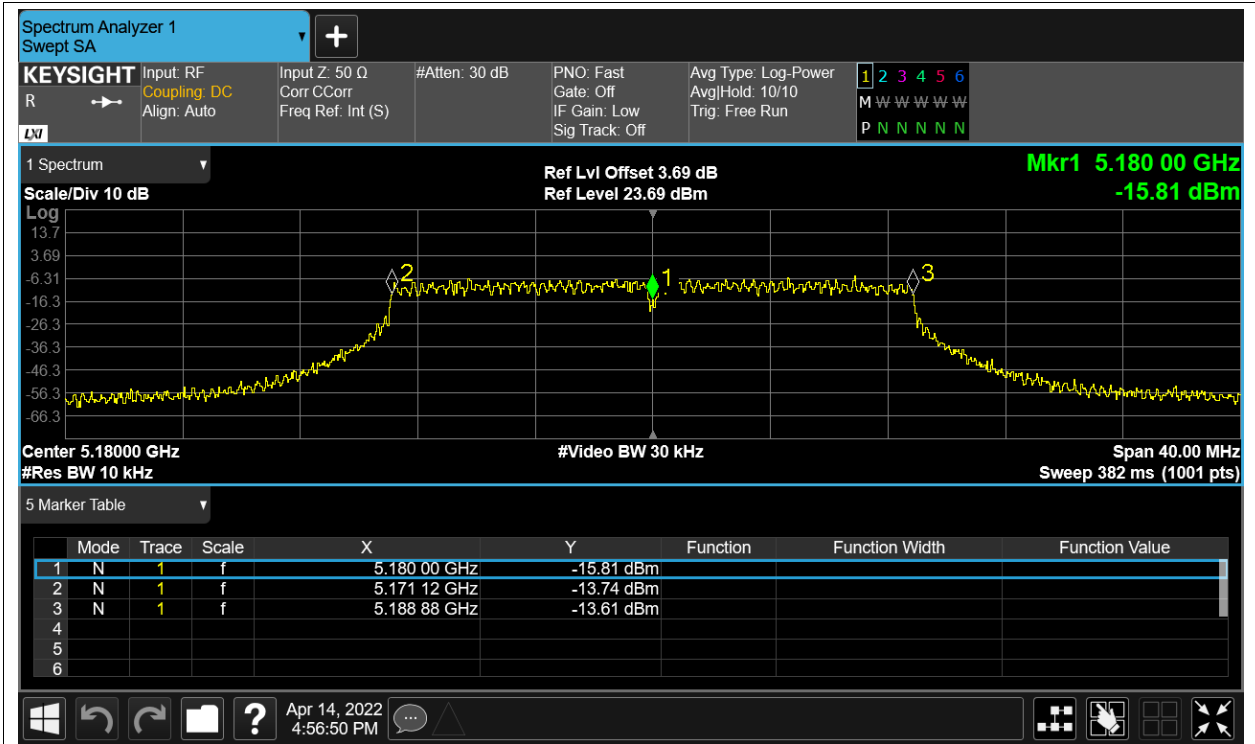 Spectrum Analyzer 1
Swept SA
KEYSIGHT
R
LXI
Input: RF
Coupling: DC
Align: Auto
Input Z: 50 Ω
Corr CCorr
Freq Ref: Int (S)
#Atten: 30 dB
PNO: Fast
Gate: Off
IF Gain: Low
Sig Track: Off
Avg Type: Log-Power
Avg|Hold: 10/10
Trig: Free Run
1 2 3 4 5 6
M W W W W W W
P N N N N N N
1 Spectrum
Scale/Div 10 dB
Ref Lvl Offset 3.69 dB
Ref Level 23.69 dBm
Mkr1 5.180 00 GHz
-15.81 dBm
Log
13.7
3.69
-6.31
-16.3
-26.3
-36.3
-46.3
-56.3
-66.3
2
1
3
Center 5.18000 GHz
#Res BW 10 kHz
#Video BW 30 kHz
Span 40.00 MHz
Sweep 382 ms (1001 pts)
5 Marker Table
Mode Trace Scale X Y Function Function Width Function Value
1 N 1 f 5.180 00 GHz -15.81 dBm
2 N 1 f 5.171 12 GHz -13.74 dBm
3 N 1 f 5.188 88 GHz -13.61 dBm
4
5
6
?
Apr 14, 2022
4:56:50 PM